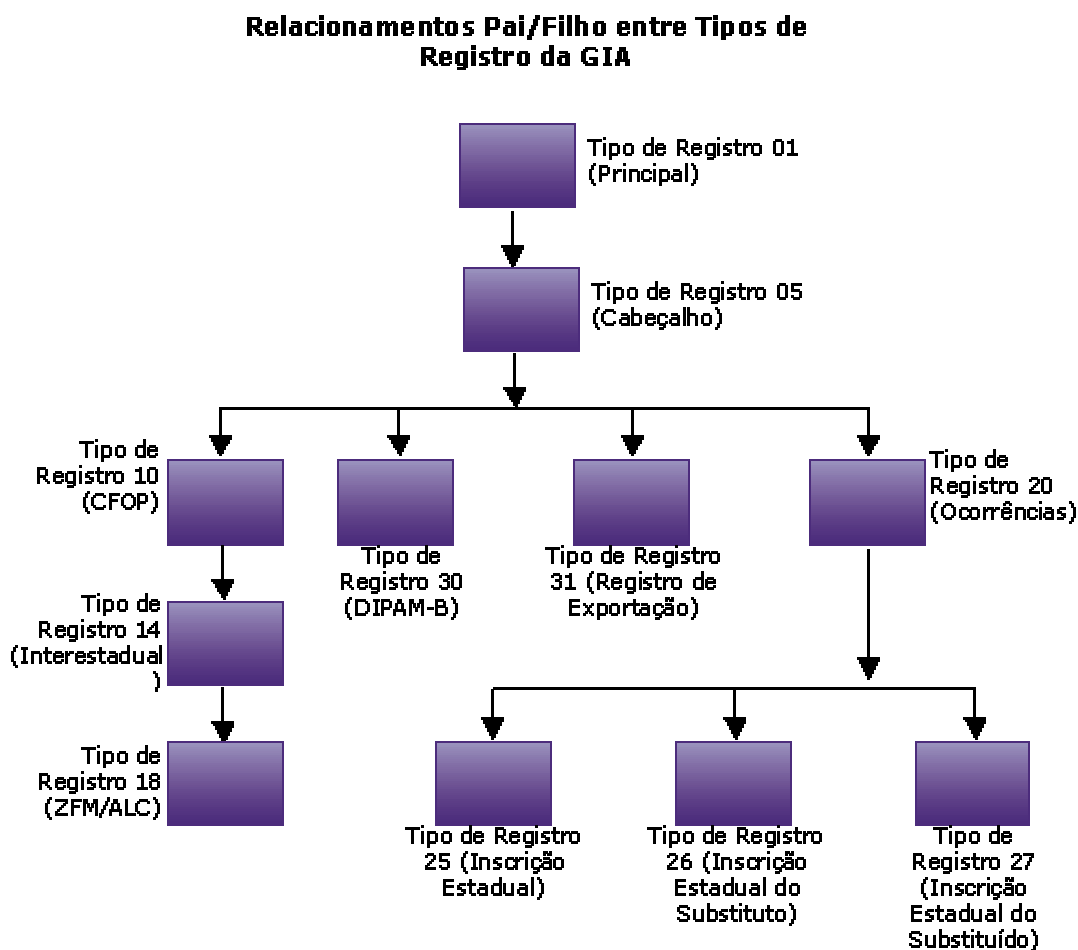 Relacionamentos Pai/Filho entre Tipos de
Registro da GIA
Tipo de Registro 01
(Principal)
Tipo de Registro 05
(Cabeçalho)
Tipo de
Registro 10
(CFOP)
Tipo de
Registro 30
(DIPAM-B)
Tipo de Registro
31 (Registro de
Exportação)
Tipo de
Registro 20
(Ocorrências)
Tipo de
Registro 14
(Interestadual
)
Tipo de
Registro 18
(ZFM/ALC)
Tipo de Registro
25 (Inscrição
Estadual)
Tipo de Registro
26 (Inscrição
Estadual do
Substituto)
Tipo de
Registro 27
(Inscrição
Estadual do
Substituído)